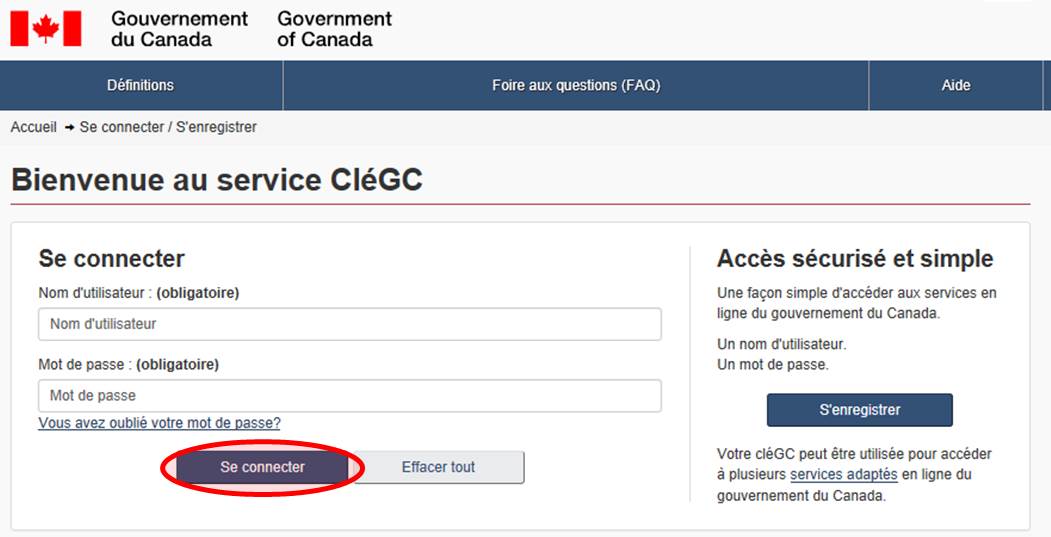 Gouvernement du Canada
Government of Canada
Définitions
Foire aux questions (FAQ)
Aide
Accueil ➔ Se connecter / S'enregistrer
Bienvenue au service CléGC
Se connecter
Nom d'utilisateur : (obligatoire)
Nom d'utilisateur
Mot de passe : (obligatoire)
Mot de passe
Vous avez oublié votre mot de passe?
Se connecter
Effacer tout
Accès sécurisé et simple
Une façon simple d'accéder aux services en
ligne du gouvernement du Canada.
Un nom d'utilisateur.
Un mot de passe.
S'enregistrer
Votre cléGC peut être utilisée pour accéder
à plusieurs services adaptés en ligne du
gouvernement du Canada.